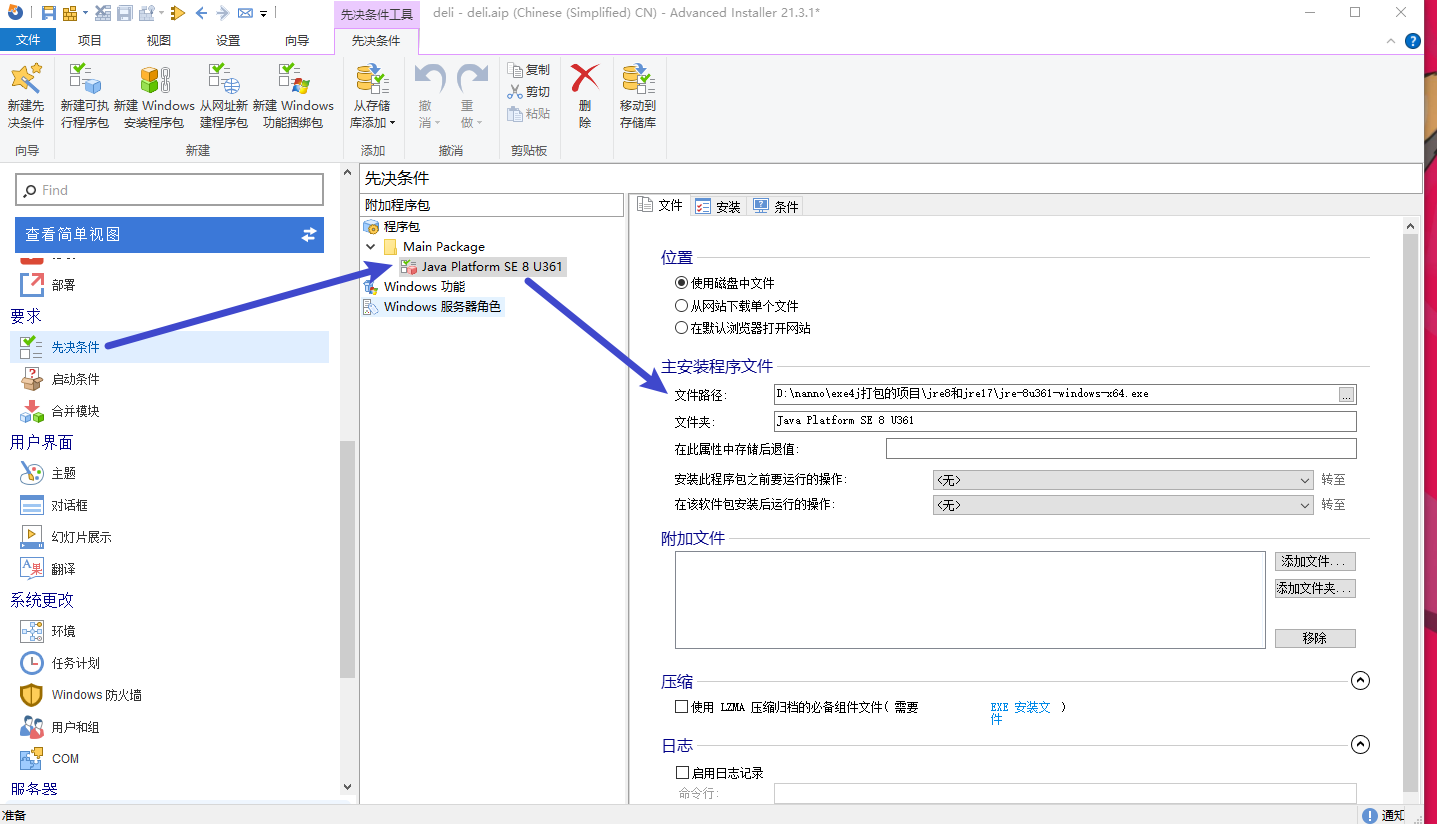 先决条件工具
deli - deli.aip (Chinese (Simplified) CN) - Advanced Installer 21.3.1*
文件
项目
视图
设置
向导
先决条件
新建先
决条件
新建可执
行程序包
新建 Windows
安装程序包
从网址新
建程序包
新建 Windows
功能捆绑包
从存储
库添加
撤
消
重
做
复制
剪切
粘贴
删
除
移动到
存储库
向导
新建
添加
撤消
剪贴板
Find
查看简单视图
部署
要求
先决条件
启动条件
合并模块
用户界面
主题
对话框
幻灯片展示
翻译
系统更改
环境
任务计划
Windows 防火墙
用户和组
COM
服务器
先决条件
附加程序包
程序包
Main Package
Java Platform SE 8 U361
Windows 功能
Windows 服务器角色
文件
安装
条件
位置
使用磁盘中文件
从网站下载单个文件
在默认浏览器打开网站
主安装程序文件
文件路径:
D:\nanno\exe4j打包的项目\jre8和jre17\jre-8u361-windows-x64.exe
...
文件夹:
Java Platform SE 8 U361
在此属性中存储后退值:
安装此程序包之前要运行的操作:
<无>
转至
在该软件包安装后运行的操作:
<无>
转至
附加文件
添加文件...
添加文件夹...
移除
压缩
使用 LZMA 压缩归档的必备组件文件( 需要 EXE 安装文 )
件
日志
启用日志记录
命令行:
准备
通知